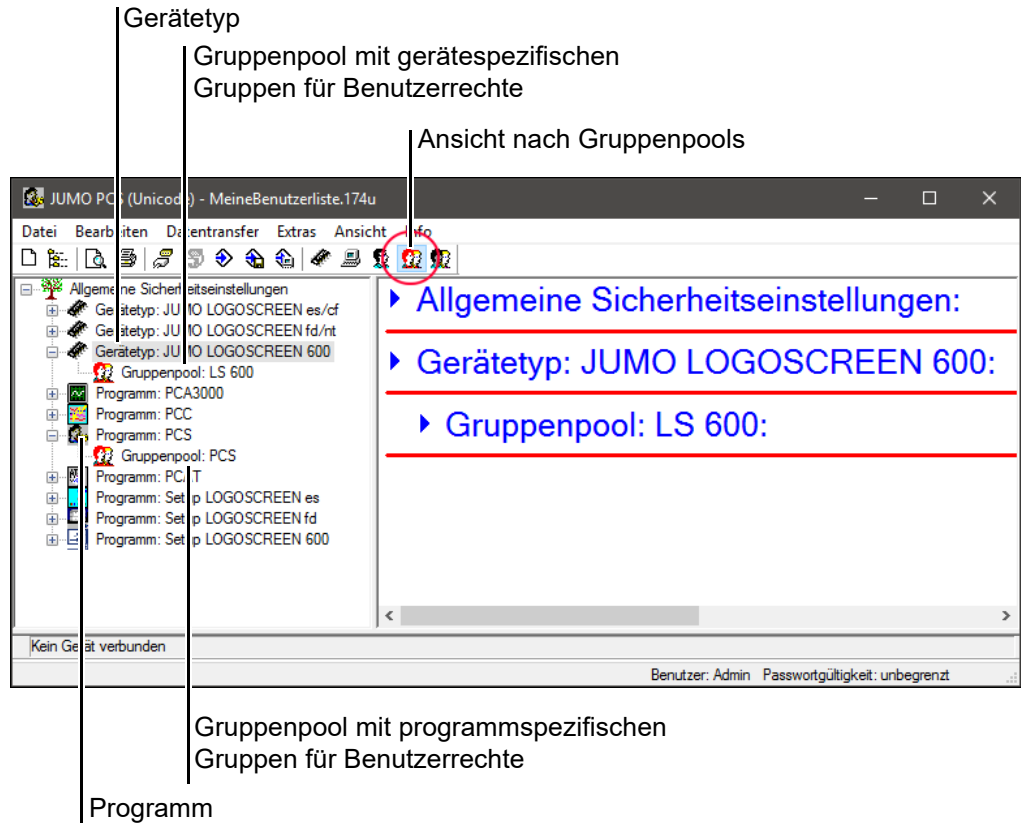 Gerätetyp
Gruppenpool mit gerätespezifischen
Gruppen für Benutzerrechte
Ansicht nach Gruppenpools
JUMO PCS (Unicode) - MeineBenutzerliste.174u
Datei Bearbeiten Datentransfer Extras Ansicht Info
Allgemeine Sicherheitseinstellungen
Gerätetyp: JUMO LOGOSCREEN es/cf
Gerätetyp: JUMO LOGOSCREEN fd/nt
Gerätetyp: JUMO LOGOSCREEN 600
Gruppenpool: LS 600
Programm: PCA3000
Programm: PCC
Programm: PCS
Gruppenpool: PCS
Programm: PCAT
Programm: Setup LOGOSCREEN es
Programm: Setup LOGOSCREEN fd
Programm: Setup LOGOSCREEN 600
Allgemeine Sicherheitseinstellungen:
Gerätetyp: JUMO LOGOSCREEN 600:
Gruppenpool: LS 600:
Kein Gerät verbunden
Benutzer: Admin Passwortgültigkeit: unbegrenzt
Gruppenpool mit programmspezifischen
Gruppen für Benutzerrechte
Programm